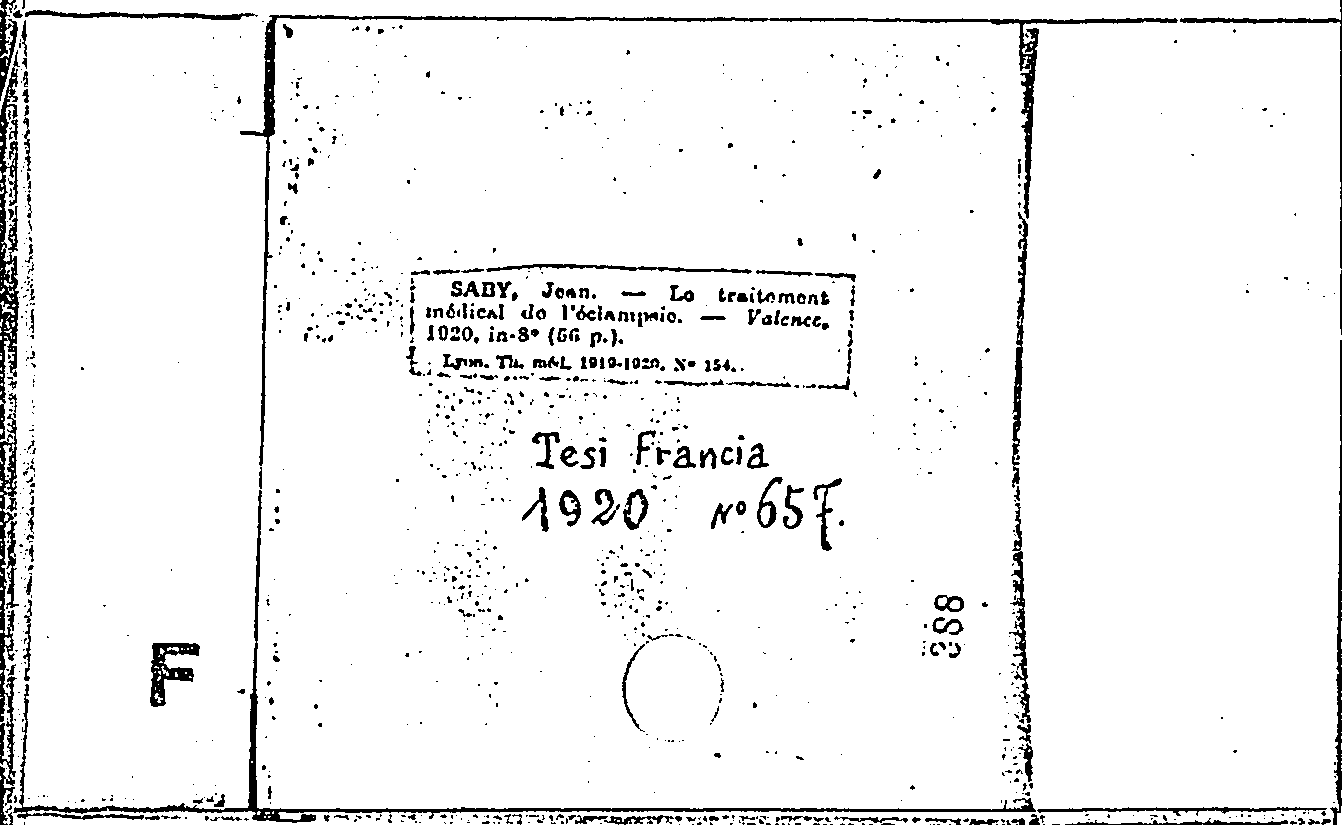 SABY, Jean. — Le traitement
médical de l'éclampsie. — Valence,
1920, in-8° (56 p.).
Lyon. Th. méd. 1919-1920. N° 154.
Tesi Francia
1920 N° 657.
F